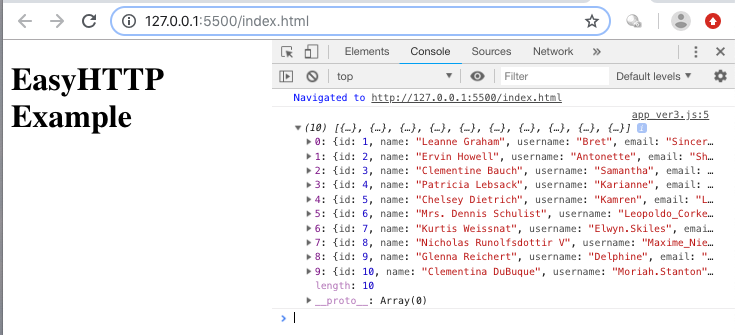 127.0.0.1:5500/index.html
EasyHTTP
Example
Elements Console Sources Network »
top Filter Default levels
Navigated to http://127.0.0.1:5500/index.html
app_ver3.js:5
(10) [{…}, {…}, {…}, {…}, {…}, {…}, {…}, {…}, {…}, {…}] i
0: {id: 1, name: "Leanne Graham", username: "Bret", email: "Sincer…
1: {id: 2, name: "Ervin Howell", username: "Antonette", email: "Sh…
2: {id: 3, name: "Clementine Bauch", username: "Samantha", email: …
3: {id: 4, name: "Patricia Lebsack", username: "Karianne", email: …
4: {id: 5, name: "Chelsey Dietrich", username: "Kamren", email: "L…
5: {id: 6, name: "Mrs. Dennis Schulist", username: "Leopoldo_Corke…
6: {id: 7, name: "Kurtis Weissnat", username: "Elwyn.Skiles", emai…
7: {id: 8, name: "Nicholas Runolfsdottir V", username: "Maxime_Nie…
8: {id: 9, name: "Glenna Reichert", username: "Delphine", email: "…
9: {id: 10, name: "Clementina DuBuque", username: "Moriah.Stanton"…
length: 10
__proto__: Array(0)